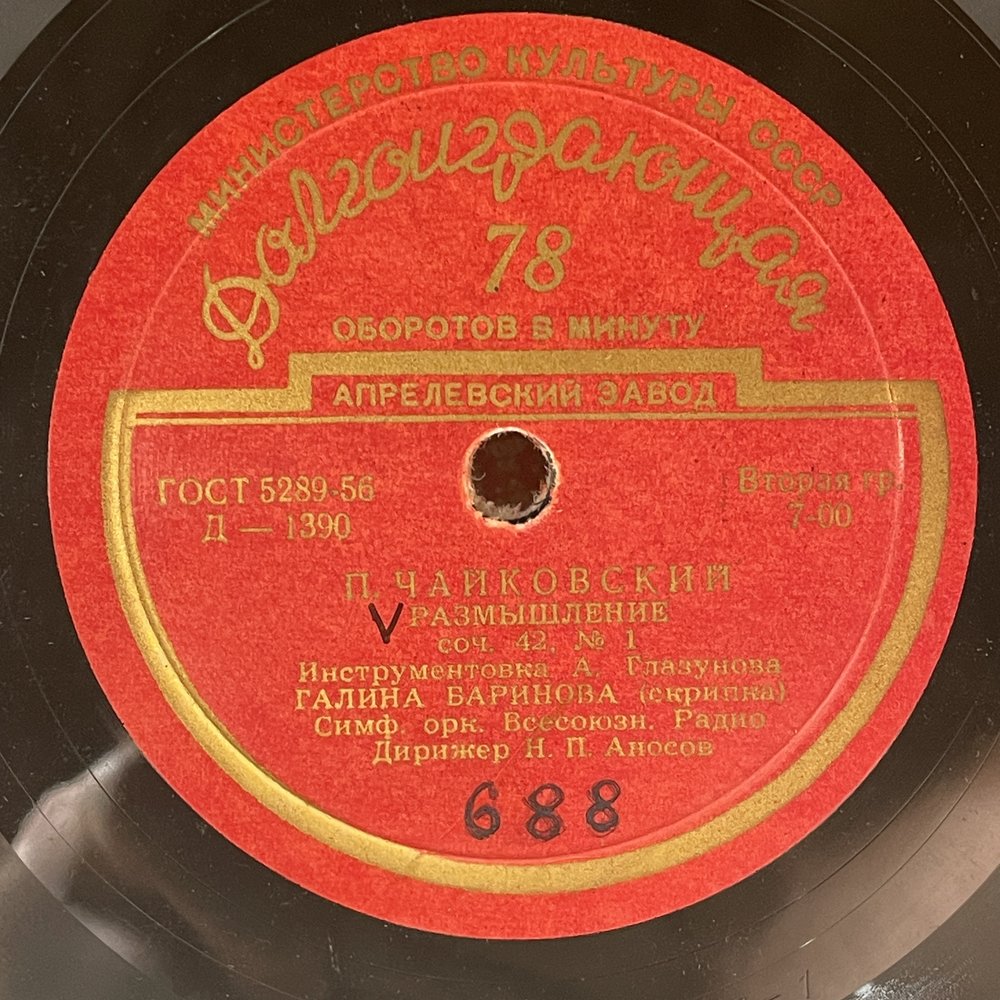 МИНИСТЕРСТВО КУЛЬТУРЫ СССР
Долгоиграющая
78
ОБОРОТОВ В МИНУТУ
АПРЕЛЕВСКИЙ ЗАВОД
ГОСТ 5289-56
Д — 1390
Вторая гр.
7-00
П. ЧАЙКОВСКИЙ
V РАЗМЫШЛЕНИЕ
соч. 42, № 1
Инструментовка А. Глазунова
ГАЛИНА БАРИНОВА (скрипка)
Симф. орк. Всесоюзн. Радио
Дирижер Н. П. Аносов
688